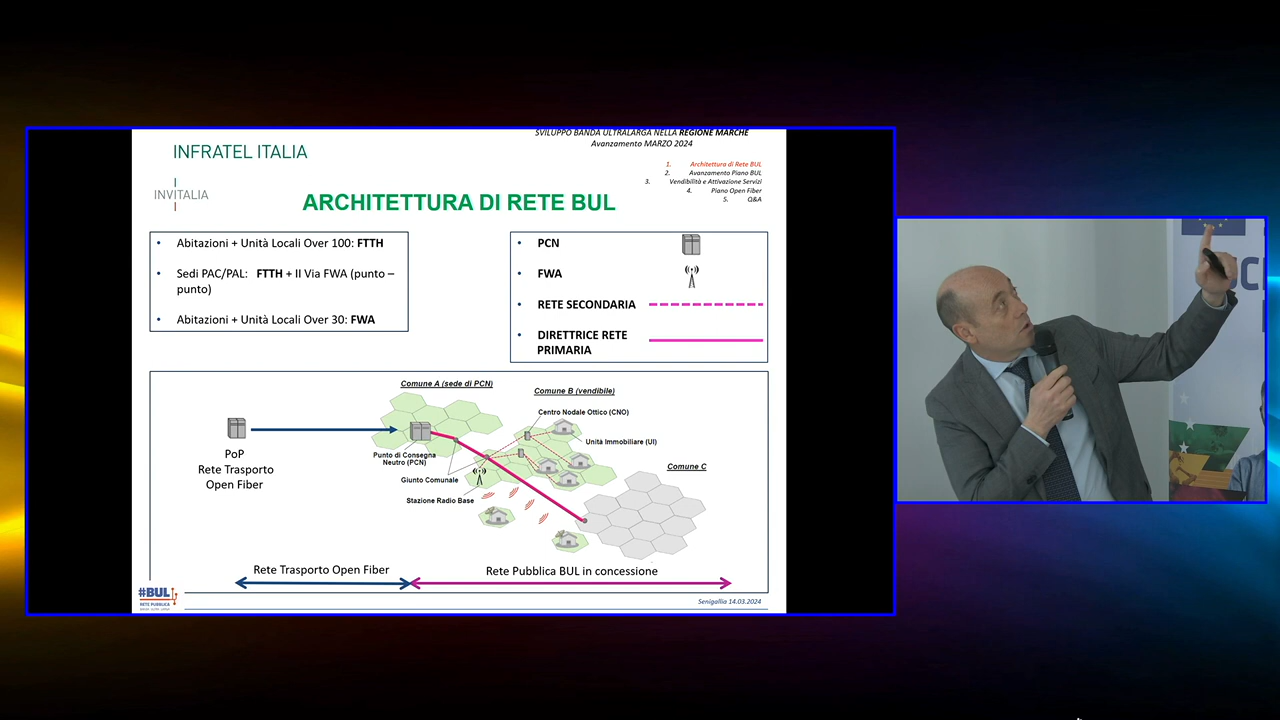 SVILUPPO BANDA ULTRALARGA NELLA REGIONE MARCHE
Avanzamento MARZO 2024
INFRATEL ITALIA
INVITALIA
1. Architettura di Rete BUL
2. Avanzamento Piano BUL
3. Vendibilità e Attivazione Servizi
4. Piano Open Fiber
5. Q&A
ARCHITETTURA DI RETE BUL
• Abitazioni + Unità Locali Over 100: FTTH
• Sedi PAC/PAL: FTTH + II Via FWA (punto –
punto)
• Abitazioni + Unità Locali Over 30: FWA
• PCN
• FWA
• RETE SECONDARIA
• DIRETTRICE RETE
PRIMARIA
Comune A (sede di PCN)
Comune B (vendibile)
Centro Nodale Ottico (CNO)
Unità Immobiliare (UI)
PoP
Rete Trasporto
Open Fiber
Punto di Consegna
Neutro (PCN)
Comune C
Giunto Comunale
Stazione Radio Base
Rete Trasporto Open Fiber
Rete Pubblica BUL in concessione
#BUL
RETE PUBBLICA
Senigallia 14.03.2024